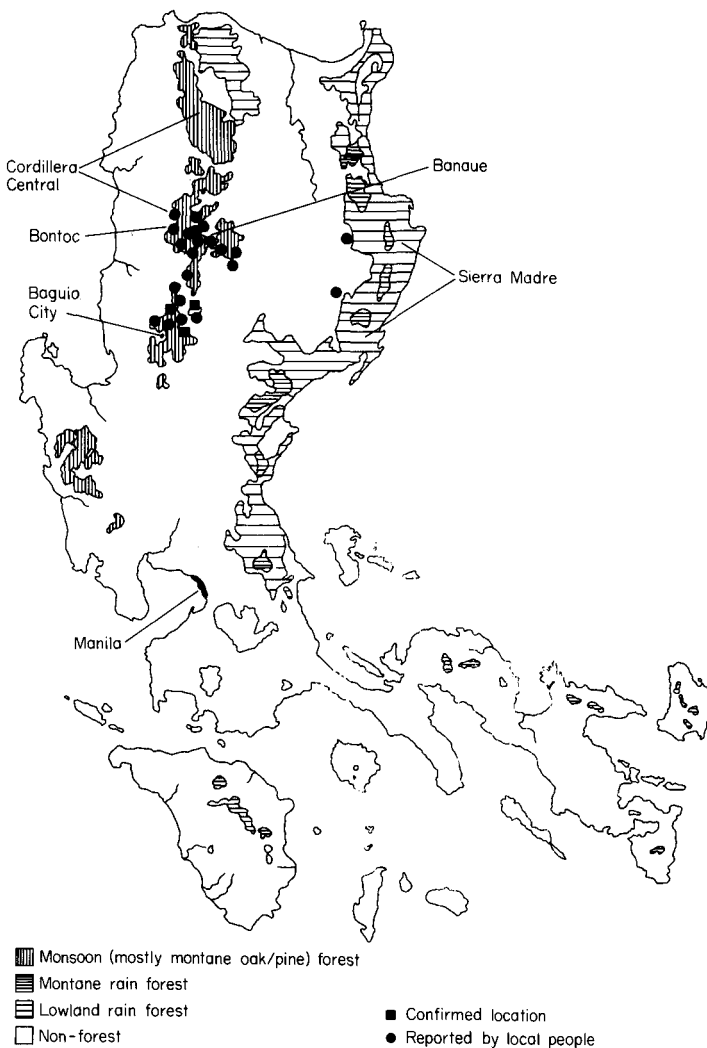 Cordillera
Central
Banaue
Bontoc
Sierra Madre
Baguio
City
Manila
Monsoon (mostly montane oak/pine) forest
Montane rain forest
Lowland rain forest
Non-forest
Confirmed location
Reported by local people